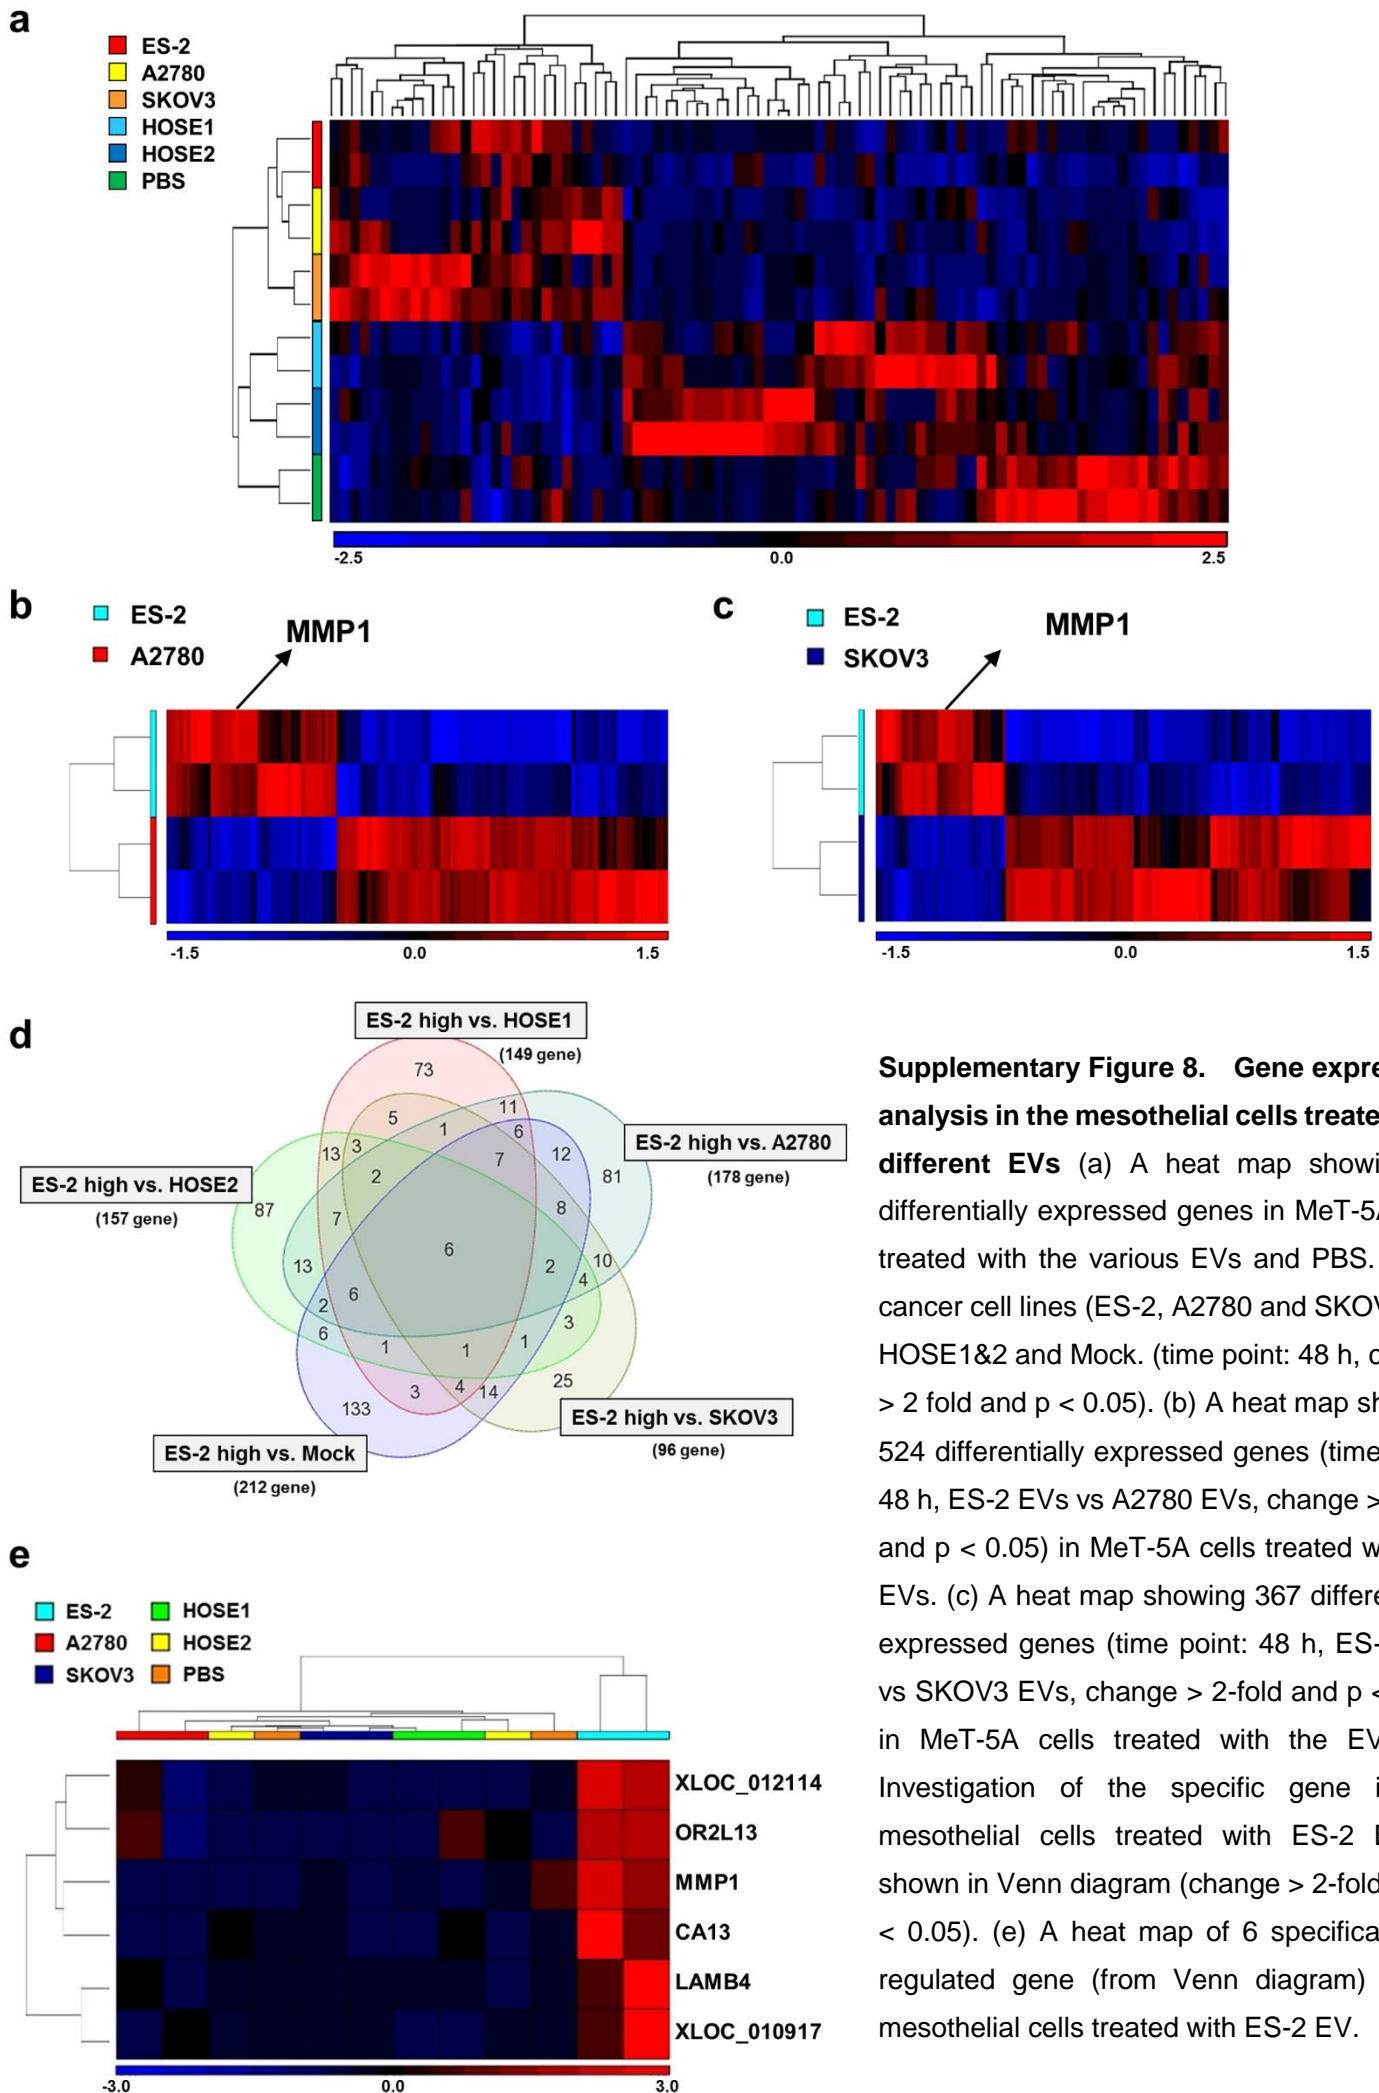 a
ES-2
A2780
SKOV3
HOSE1
HOSE2
PBS
-2.5 0.0 2.5
b
ES-2
A2780
MMP1
-1.5 0.0 1.5
c
ES-2
SKOV3
MMP1
-1.5 0.0 1.5
d
ES-2 high vs. HOSE1
(149 gene)
ES-2 high vs. A2780
(178 gene)
ES-2 high vs. HOSE2
(157 gene)
ES-2 high vs. SKOV3
(96 gene)
ES-2 high vs. Mock
(212 gene)
73
11
5
1
6
13
3
7
12
81
2
87
7
8
6
13
2
10
4
6
2
6
3
1
1
1
25
3
4
14
133
e
ES-2 HOSE1
A2780 HOSE2
SKOV3 PBS
XLOC_012114
OR2L13
MMP1
CA13
LAMB4
XLOC_010917
-3.0 0.0 3.0
Supplementary Figure 8. Gene expre
analysis in the mesothelial cells treate
different EVs (a) A heat map showi
differentially expressed genes in MeT-5A
treated with the various EVs and PBS.
cancer cell lines (ES-2, A2780 and SKOV
HOSE1&2 and Mock. (time point: 48 h, c
> 2 fold and p < 0.05). (b) A heat map sh
524 differentially expressed genes (time
48 h, ES-2 EVs vs A2780 EVs, change >
and p < 0.05) in MeT-5A cells treated w
EVs. (c) A heat map showing 367 differe
expressed genes (time point: 48 h, ES-
vs SKOV3 EVs, change > 2-fold and p <
in MeT-5A cells treated with the EV
Investigation of the specific gene i
mesothelial cells treated with ES-2 E
shown in Venn diagram (change > 2-fold
< 0.05). (e) A heat map of 6 specifica
regulated gene (from Venn diagram)
mesothelial cells treated with ES-2 EV.